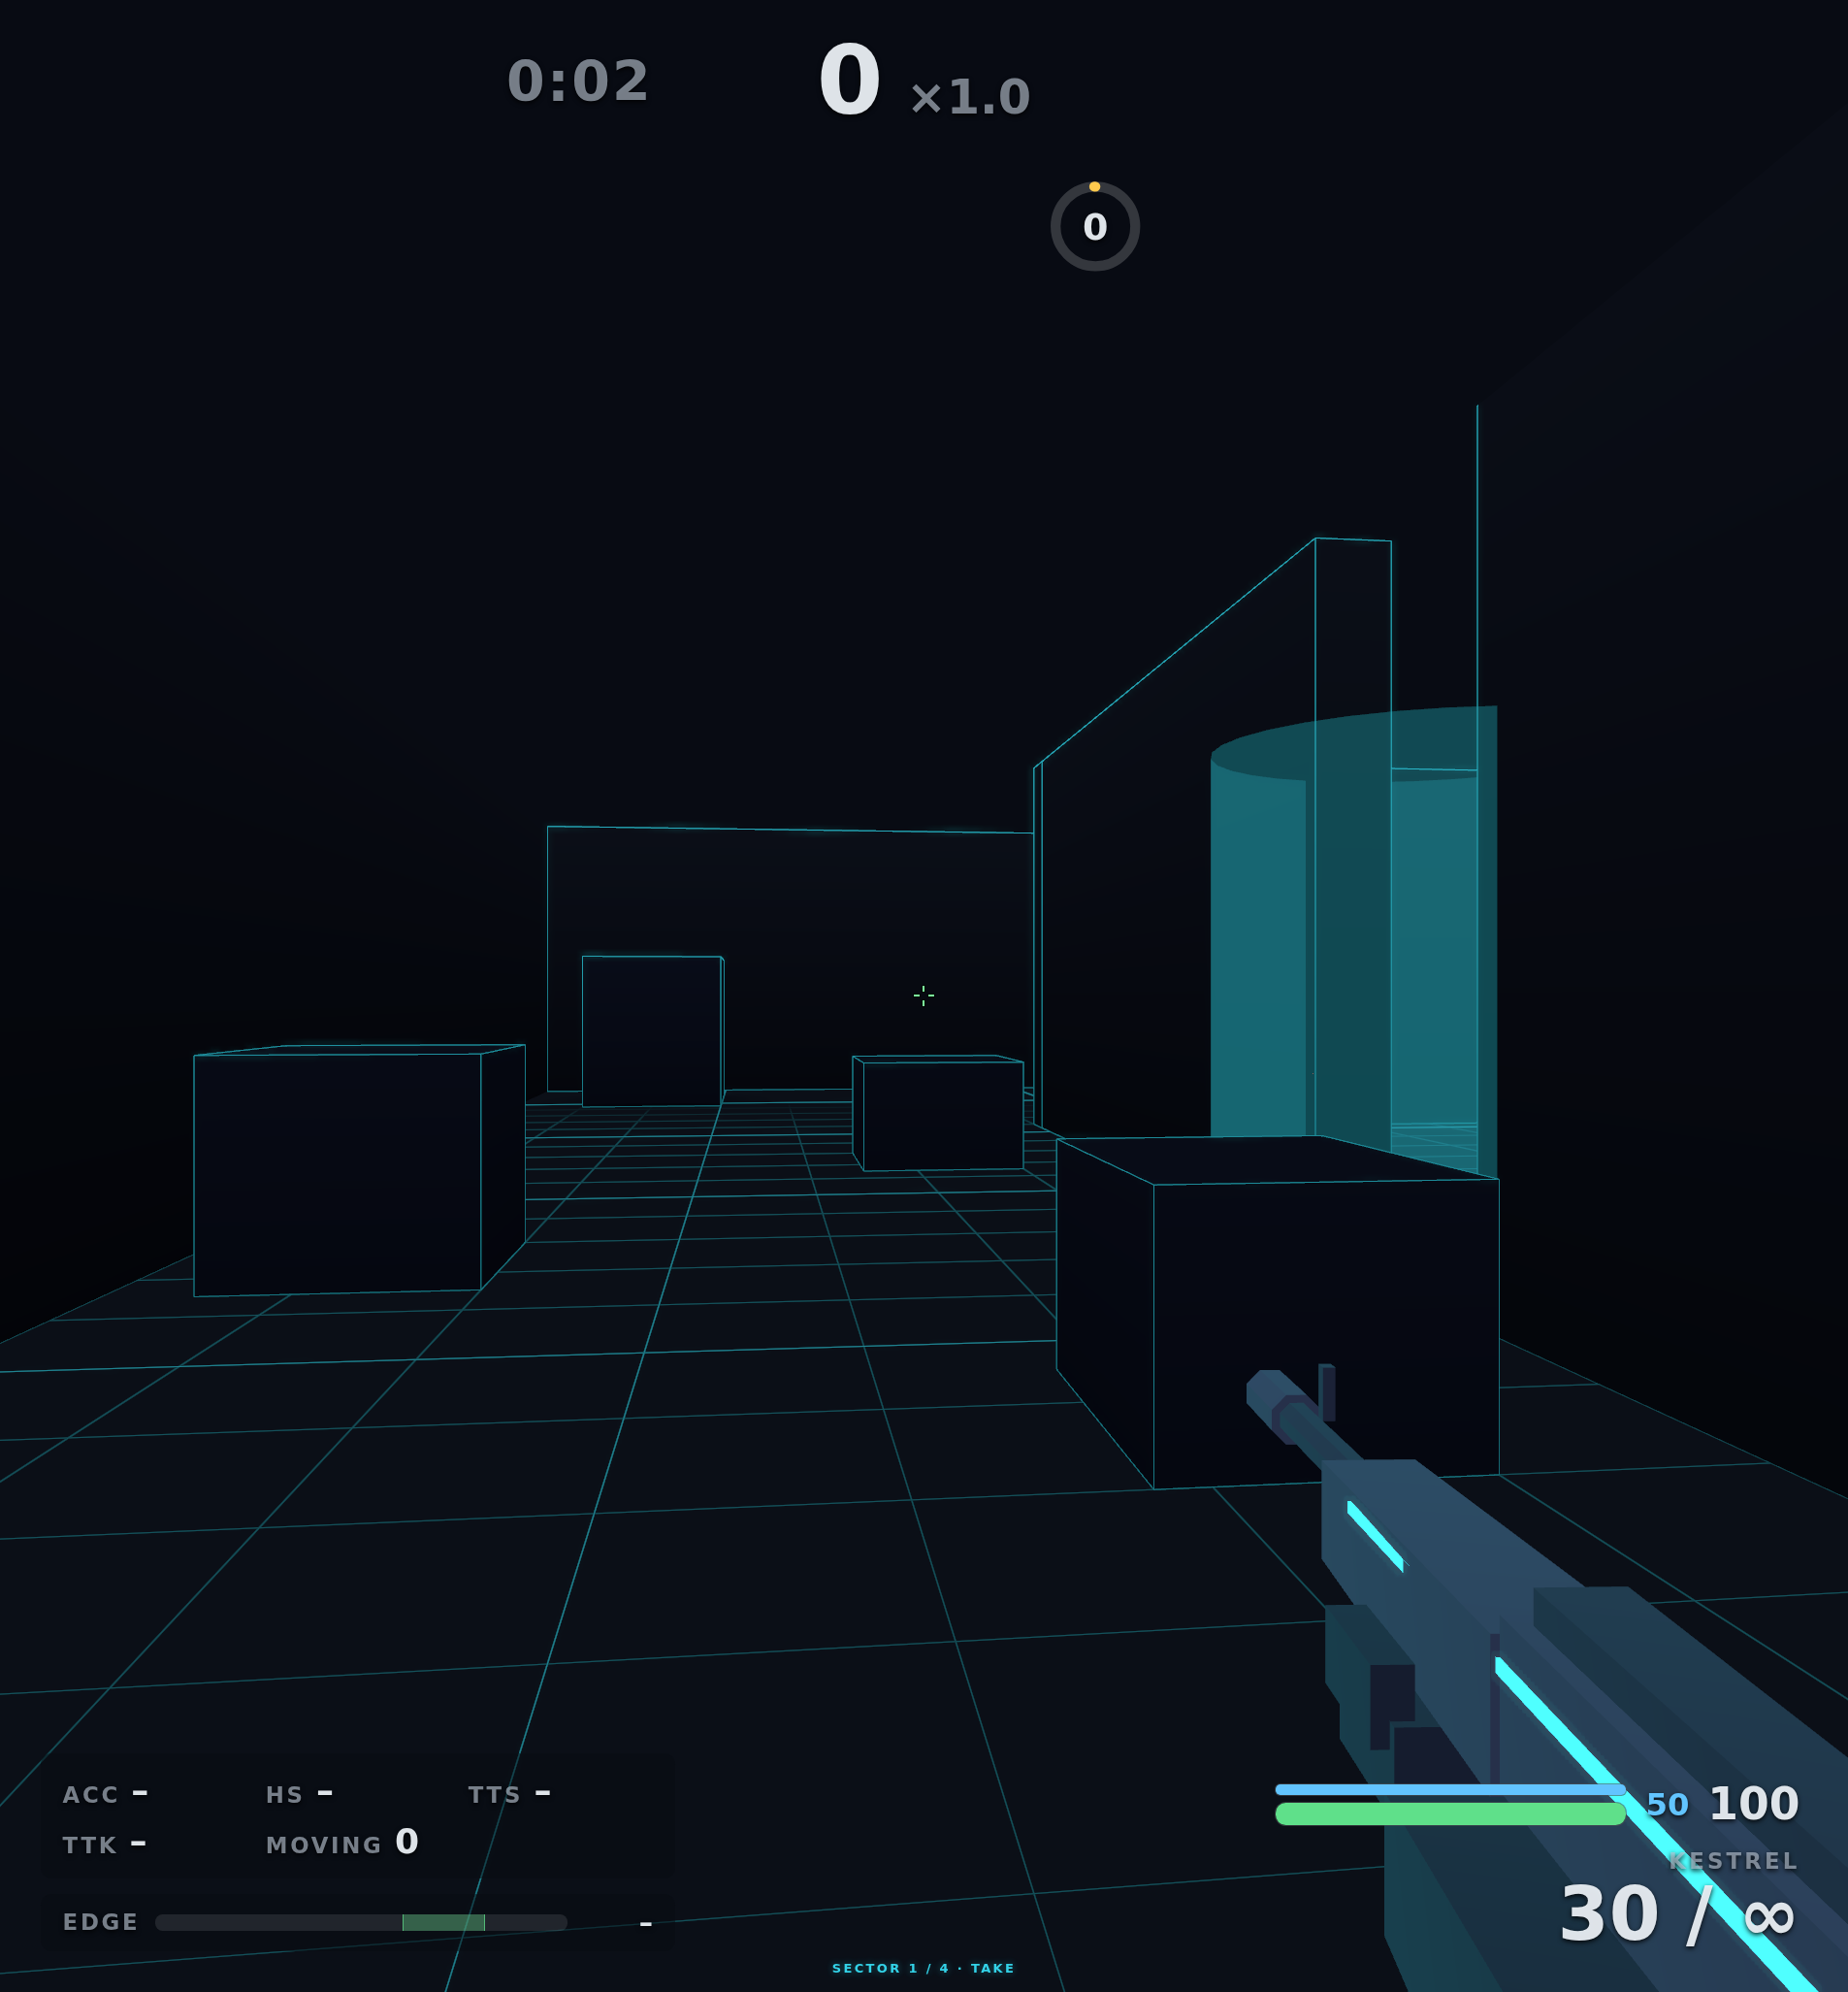 0:02 0 ×1.0
0
ACC – HS – TTS –
TTK – MOVING 0
EDGE –
50 100
KESTREL
30 / ∞
SECTOR 1 / 4 · TAKE